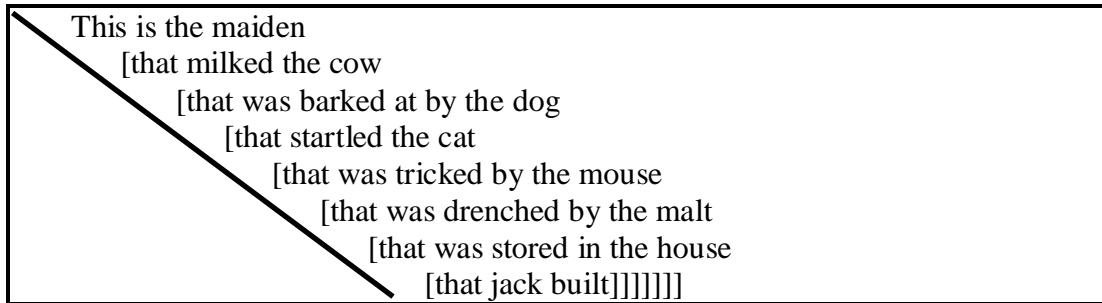 This is the maiden
[that milked the cow
[that was barked at by the dog
[that startled the cat
[that was tricked by the mouse
[that was drenched by the malt
[that was stored in the house
[that jack built]]]]]]]